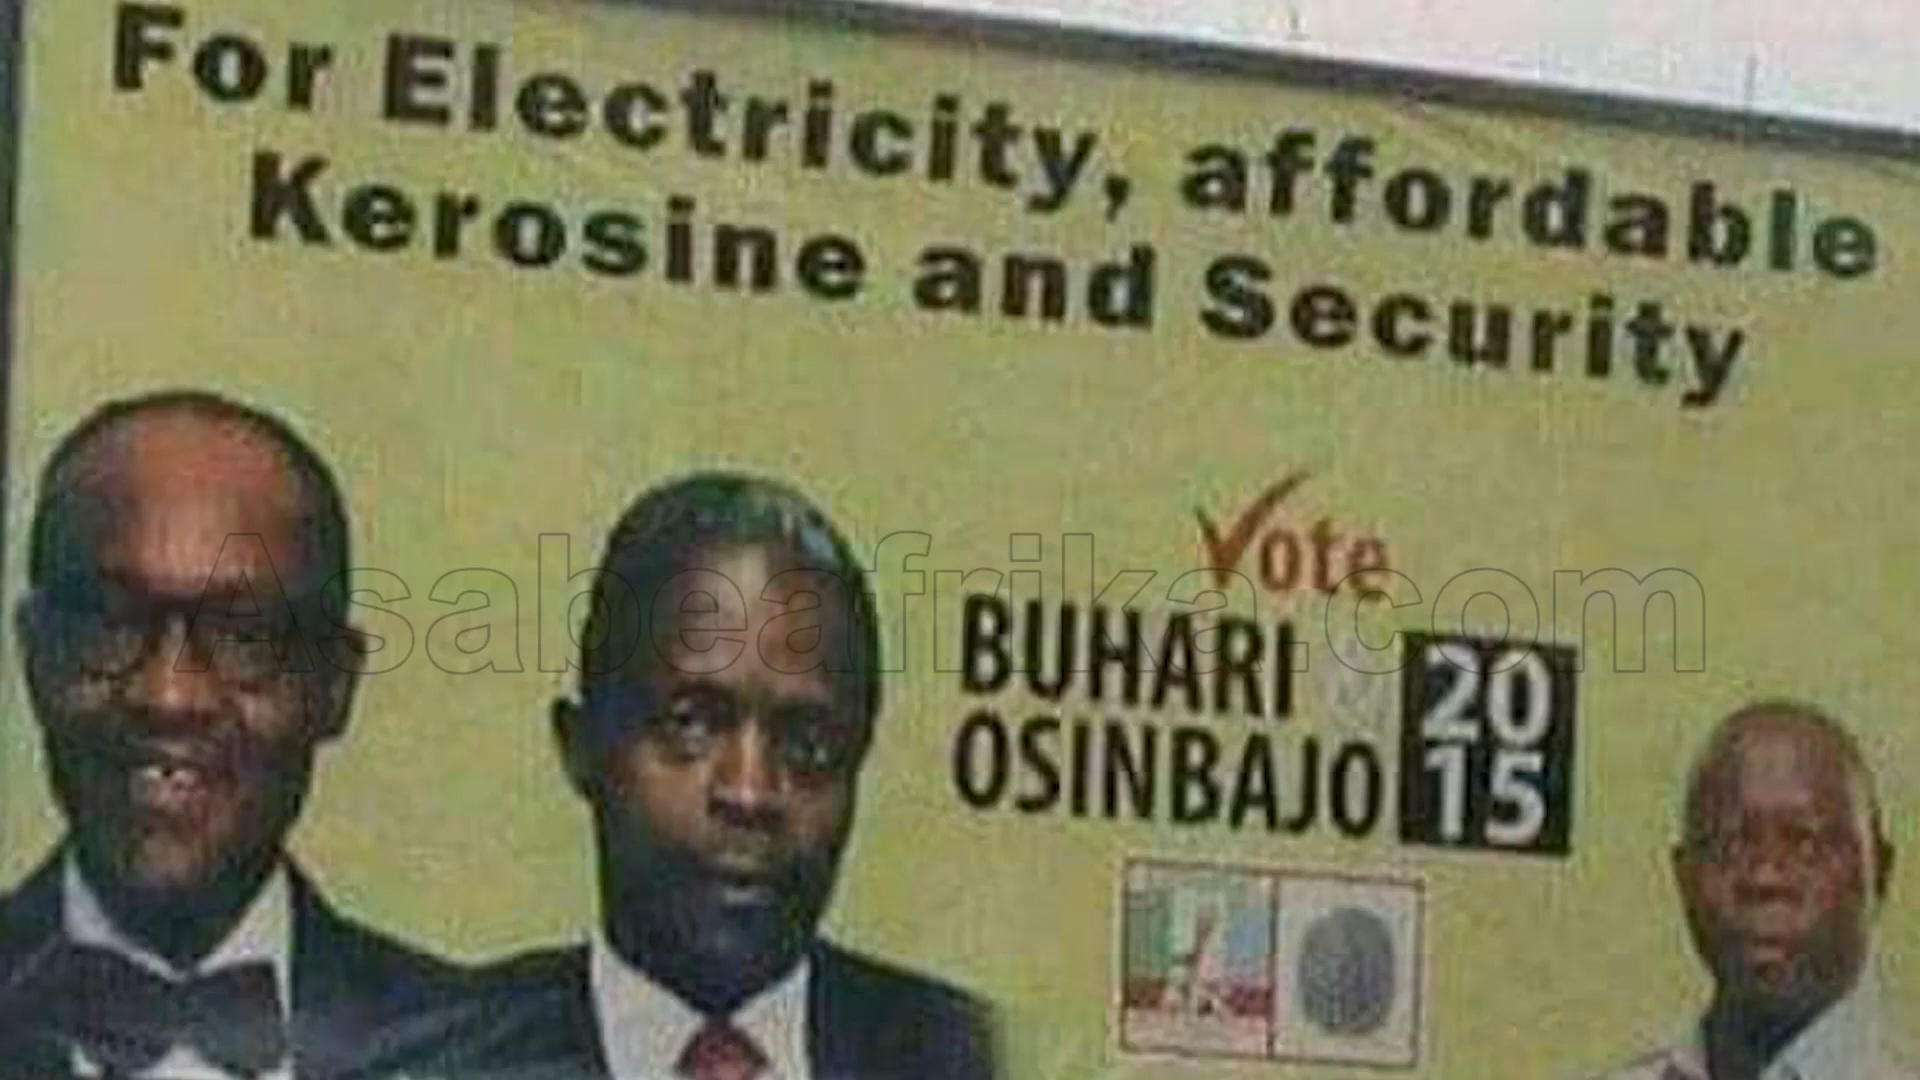 For Electricity, affordable
Kerosine and Security
Vote
BUHARI &
OSINBAJO
20
15
Asabeafrika.com